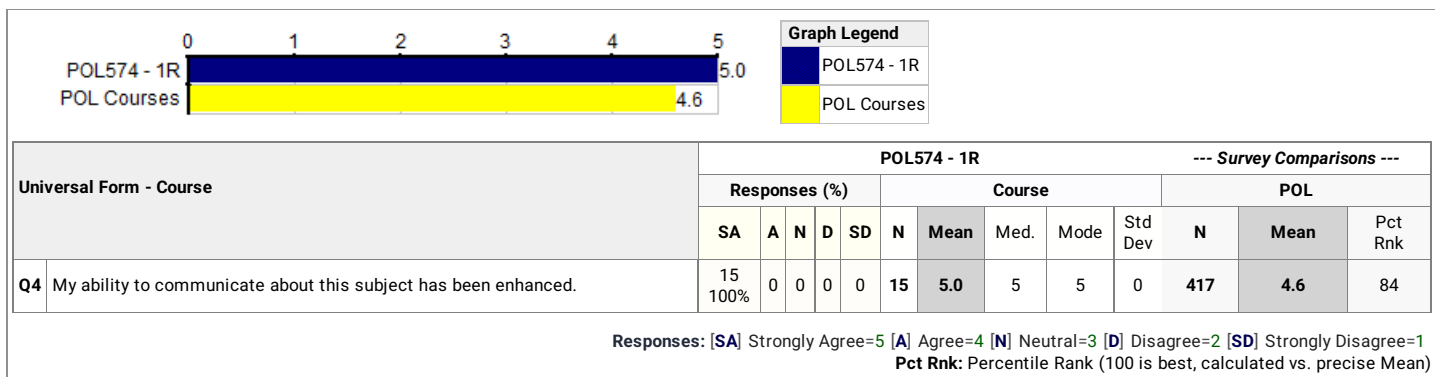 0 1 2 3 4 5
POL574 - 1R 5.0
POL Courses 4.6
Graph Legend
POL574 - 1R
POL Courses
Universal Form - Course
POL574 - 1R --- Survey Comparisons ---
Responses (%) Course POL
SA A N D SD N Mean Med. Mode Std Dev N Mean Pct Rnk
Q4 My ability to communicate about this subject has been enhanced. 15 100% 0 0 0 0 15 5.0 5 5 0 417 4.6 84
Responses: [SA] Strongly Agree=5 [A] Agree=4 [N] Neutral=3 [D] Disagree=2 [SD] Strongly Disagree=1
Pct Rnk: Percentile Rank (100 is best, calculated vs. precise Mean)